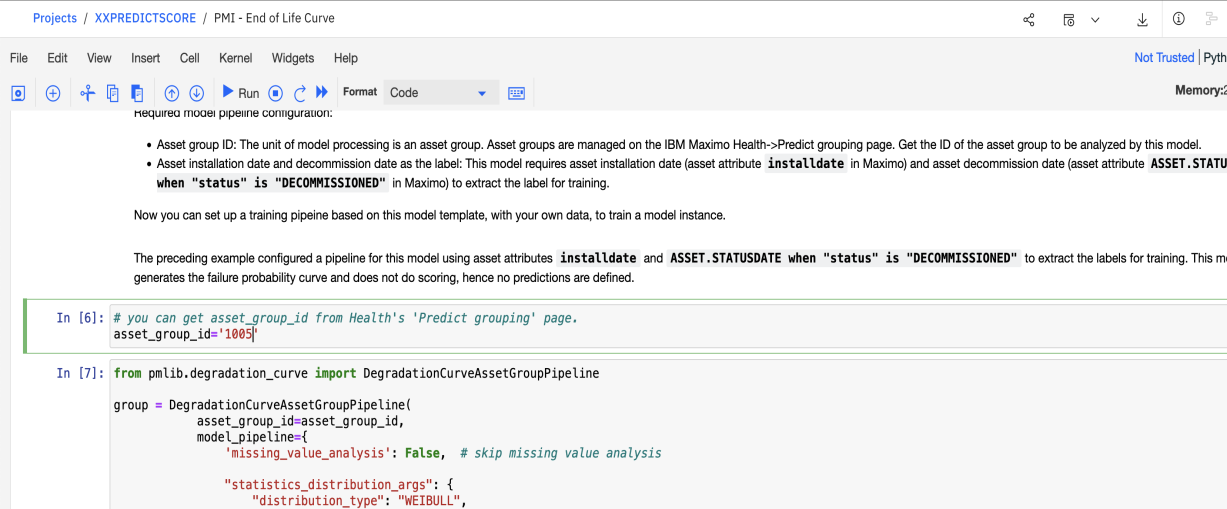 Projects / XXPREDICTSCORE / PMI - End of Life Curve
File Edit View Insert Cell Kernel Widgets Help
Not Trusted | Pyth
Run Format Code
Memory:2
Required model pipeline configuration:
• Asset group ID: The unit of model processing is an asset group. Asset groups are managed on the IBM Maximo Health->Predict grouping page. Get the ID of the asset group to be analyzed by this model.
• Asset installation date and decommission date as the label: This model requires asset installation date (asset attribute installdate in Maximo) and asset decommission date (asset attribute ASSET.STATU
when "status" is "DECOMMISSIONED" in Maximo) to extract the label for training.
Now you can set up a training pipeine based on this model template, with your own data, to train a model instance.
The preceding example configured a pipeline for this model using asset attributes installdate and ASSET.STATUSDATE when "status" is "DECOMMISSIONED" to extract the labels for training. This m
generates the failure probability curve and does not do scoring, hence no predictions are defined.
In [6]: # you can get asset_group_id from Health's 'Predict grouping' page.
asset_group_id='1005'
In [7]: from pmlib.degradation_curve import DegradationCurveAssetGroupPipeline
group = DegradationCurveAssetGroupPipeline(
asset_group_id=asset_group_id,
model_pipeline={
'missing_value_analysis': False, # skip missing value analysis
"statistics_distribution_args": {
"distribution_type": "WEIBULL",